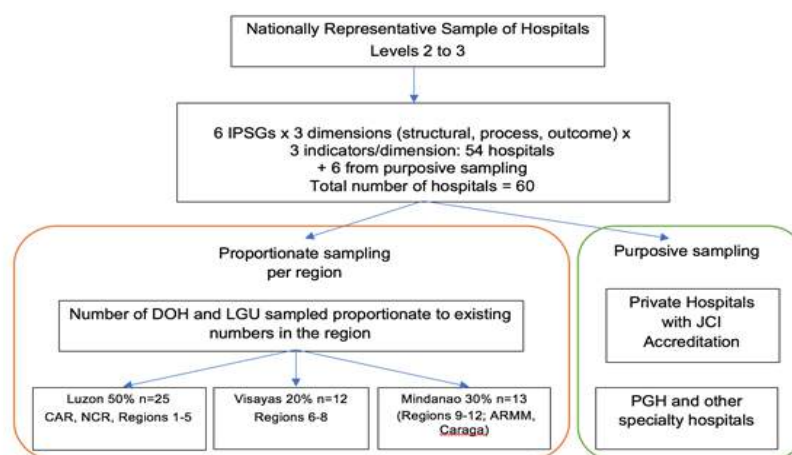 Nationally Representative Sample of Hospitals
Levels 2 to 3
6 IPSGs x 3 dimensions (structural, process, outcome) x
3 indicators/dimension: 54 hospitals
+ 6 from purposive sampling
Total number of hospitals = 60
Proportionate sampling
per region
Number of DOH and LGU sampled proportionate to existing
numbers in the region
Luzon 50% n=25
CAR, NCR, Regions 1-5
Visayas 20% n=12
Regions 6-8
Mindanao 30% n=13
(Regions 9-12; ARMM,
Caraga)
Purposive sampling
Private Hospitals
with JCI
Accreditation
PGH and other
specialty hospitals